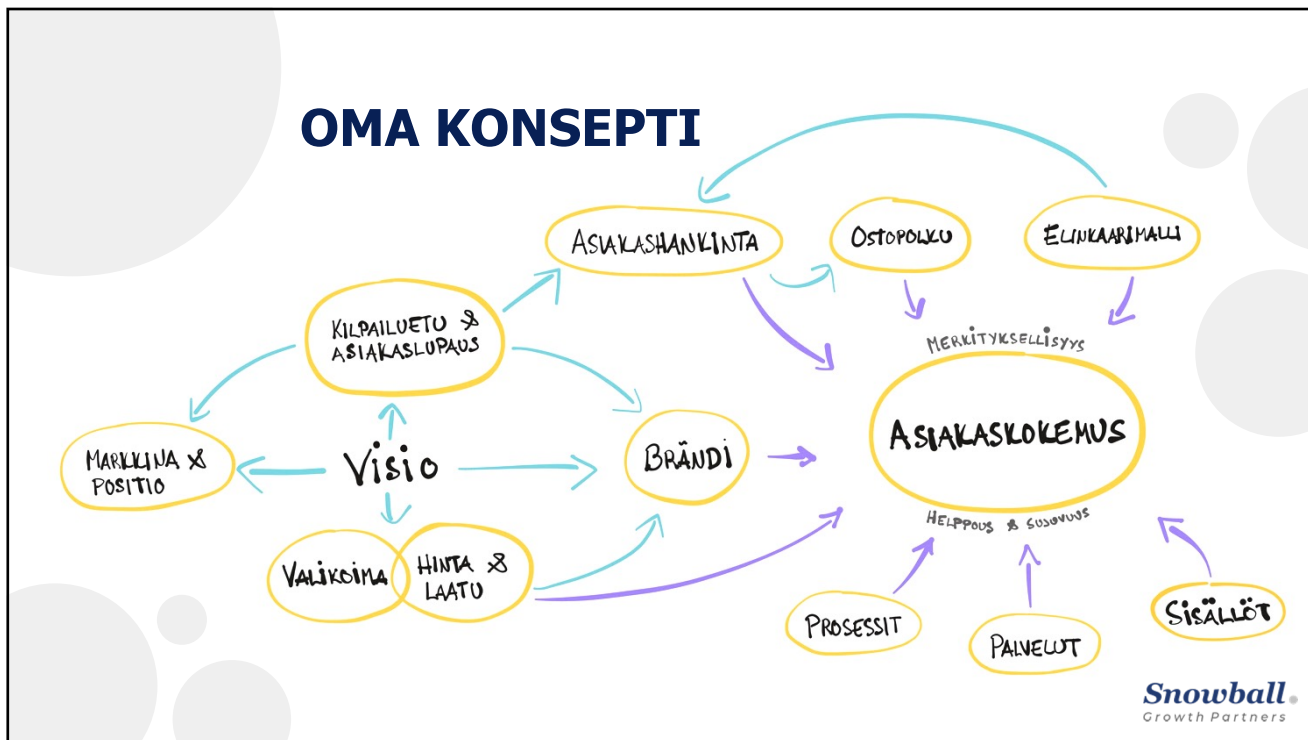 OMA KONSEPTI
ASIAKASHANKINTA
OSTOPOLKU
ELINKAARIMALLI
KILPAILUETU &
ASIAKASLUPAUS
MERKITYKSELLISYYS
ASIAKASKOKEMUS
HELPPOUS & SUJUVUUS
MARKKINA &
POSITIO
Visio
BRÄNDI
VALIKOIMA
HINTA &
LAATU
PROSESSIT
PALVELUT
SISÄLLÖT
Snowball.
Growth Partners